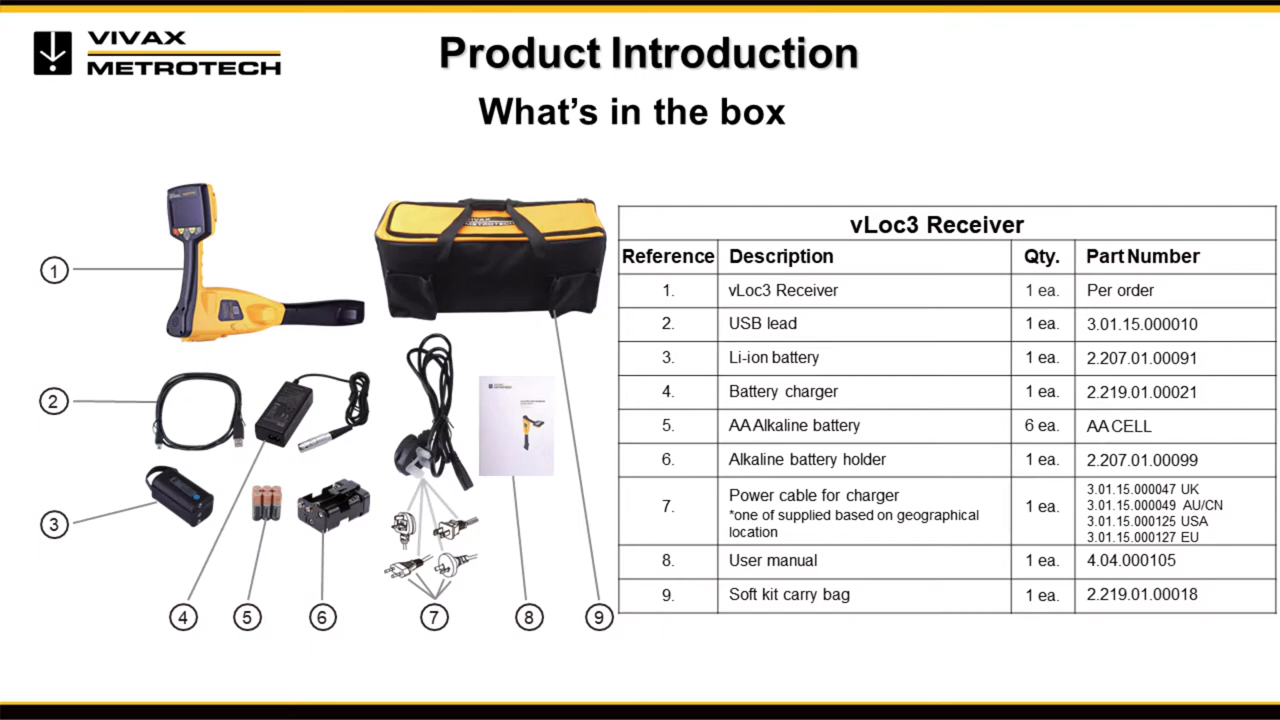 VIVAX
METROTECH
Product Introduction
What's in the box
1
2
3
4
5
6
7
8
9
VIVAX
METROTECH
vLoc3 Receiver
Reference Description Qty. Part Number
1. vLoc3 Receiver 1 ea. Per order
2. USB lead 1 ea. 3.01.15.000010
3. Li-ion battery 1 ea. 2.207.01.00091
4. Battery charger 1 ea. 2.219.01.00021
5. AA Alkaline battery 6 ea. AA CELL
6. Alkaline battery holder 1 ea. 2.207.01.00099
7. Power cable for charger
*one of supplied based on geographical
location
1 ea.
3.01.15.000047 UK
3.01.15.000049 AU/CN
3.01.15.000125 USA
3.01.15.000127 EU
8. User manual 1 ea. 4.04.000105
9. Soft kit carry bag 1 ea. 2.219.01.00018